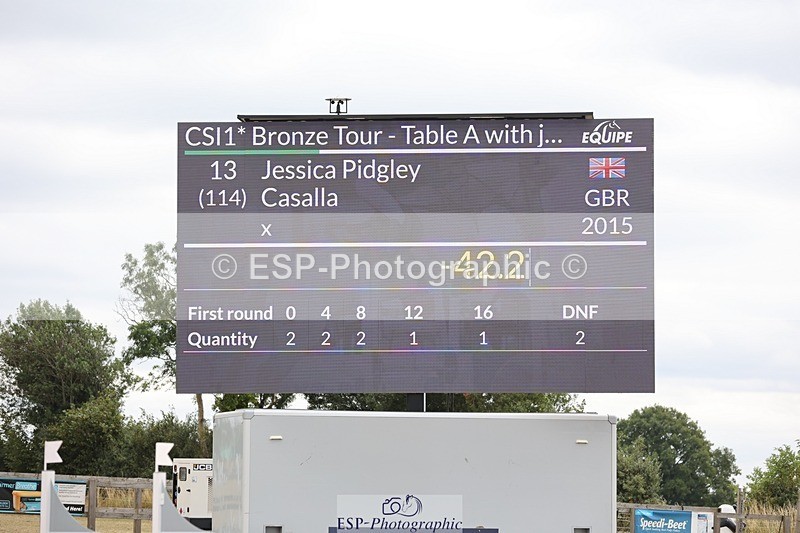 CSI1* Bronze Tour - Table A with j... EQUIPE
13 Jessica Pidgley
(114) Casalla GBR
x 2015
-42.2
© ESP-Photographic ©
First round 0 4 8 12 16 DNF
Quantity 2 2 2 1 1 2
JCB
ESP-Photographic
Speedi-Beet